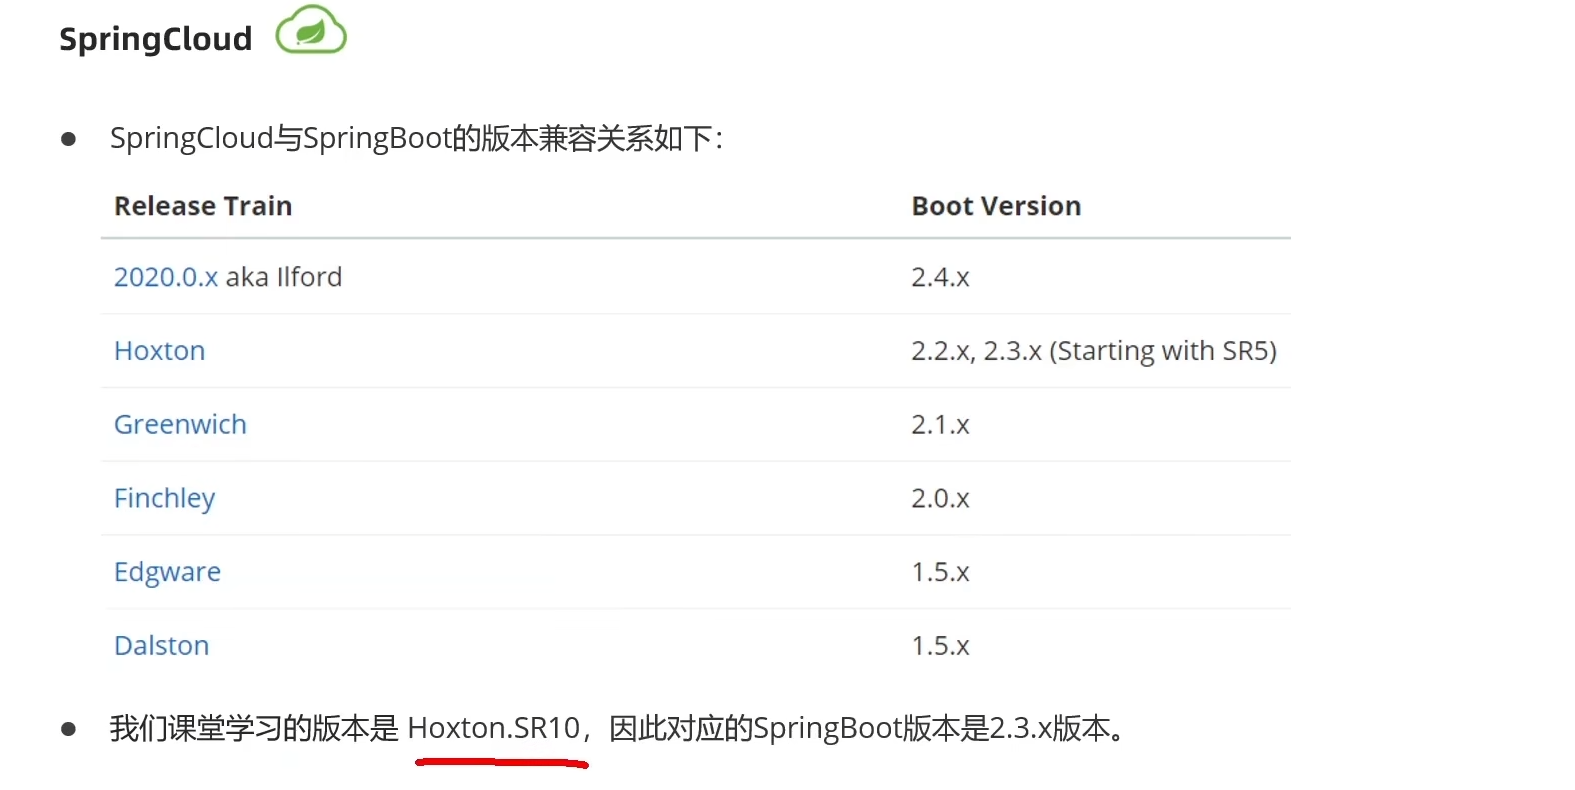 SpringCloud
SpringCloud与SpringBoot的版本兼容关系如下：
Release Train Boot Version
2020.0.x aka Ilford 2.4.x
Hoxton 2.2.x, 2.3.x (Starting with SR5)
Greenwich 2.1.x
Finchley 2.0.x
Edgware 1.5.x
Dalston 1.5.x
我们课堂学习的版本是 Hoxton.SR10，因此对应的SpringBoot版本是2.3.x版本。